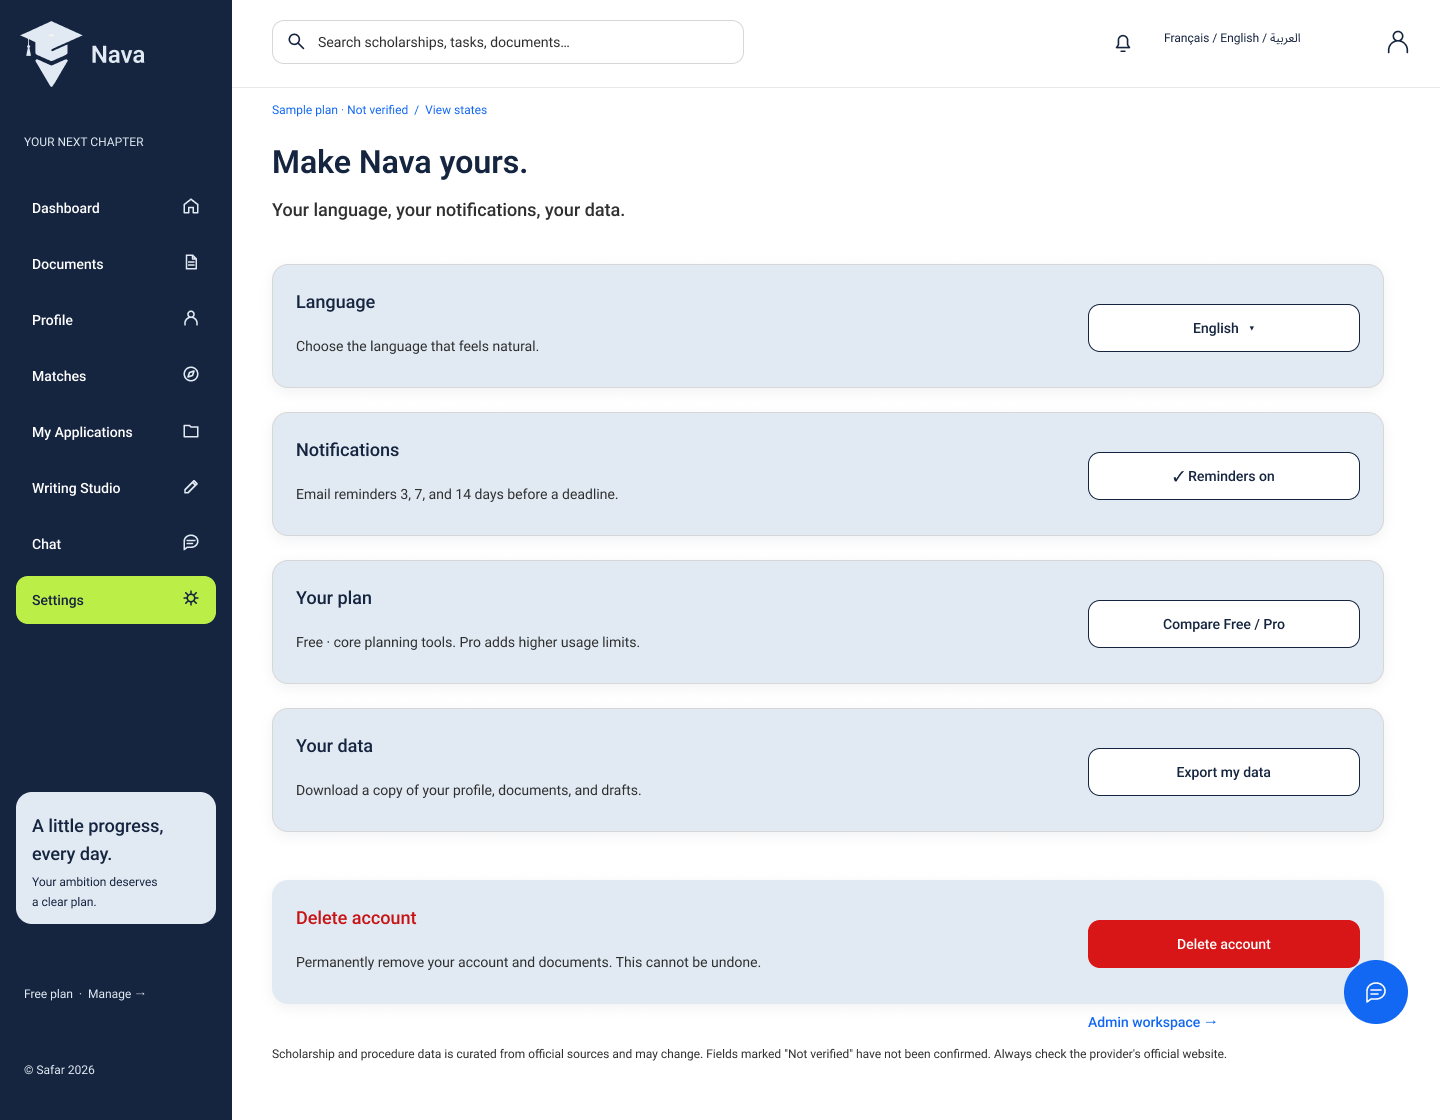 Nava
YOUR NEXT CHAPTER
Dashboard
Documents
Profile
Matches
My Applications
Writing Studio
Chat
Settings
A little progress,
every day.
Your ambition deserves
a clear plan.
Free plan · Manage →
© Safar 2026
Search scholarships, tasks, documents...
Français / English / العربية
Sample plan · Not verified / View states
Make Nava yours.
Your language, your notifications, your data.
Language
Choose the language that feels natural.
English ▾
Notifications
Email reminders 3, 7, and 14 days before a deadline.
✓ Reminders on
Your plan
Free · core planning tools. Pro adds higher usage limits.
Compare Free / Pro
Your data
Download a copy of your profile, documents, and drafts.
Export my data
Delete account
Permanently remove your account and documents. This cannot be undone.
Delete account
Admin workspace →
Scholarship and procedure data is curated from official sources and may change. Fields marked "Not verified" have not been confirmed. Always check the provider's official website.